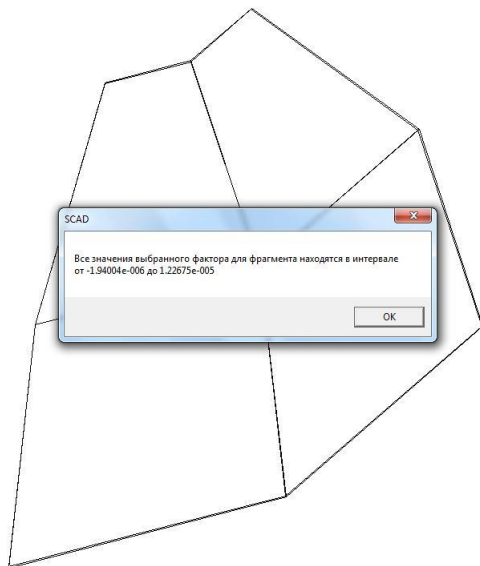 SCAD
Все значения выбранного фактора для фрагмента находятся в интервале
от -1.94004e-006 до 1.22675e-005
OK